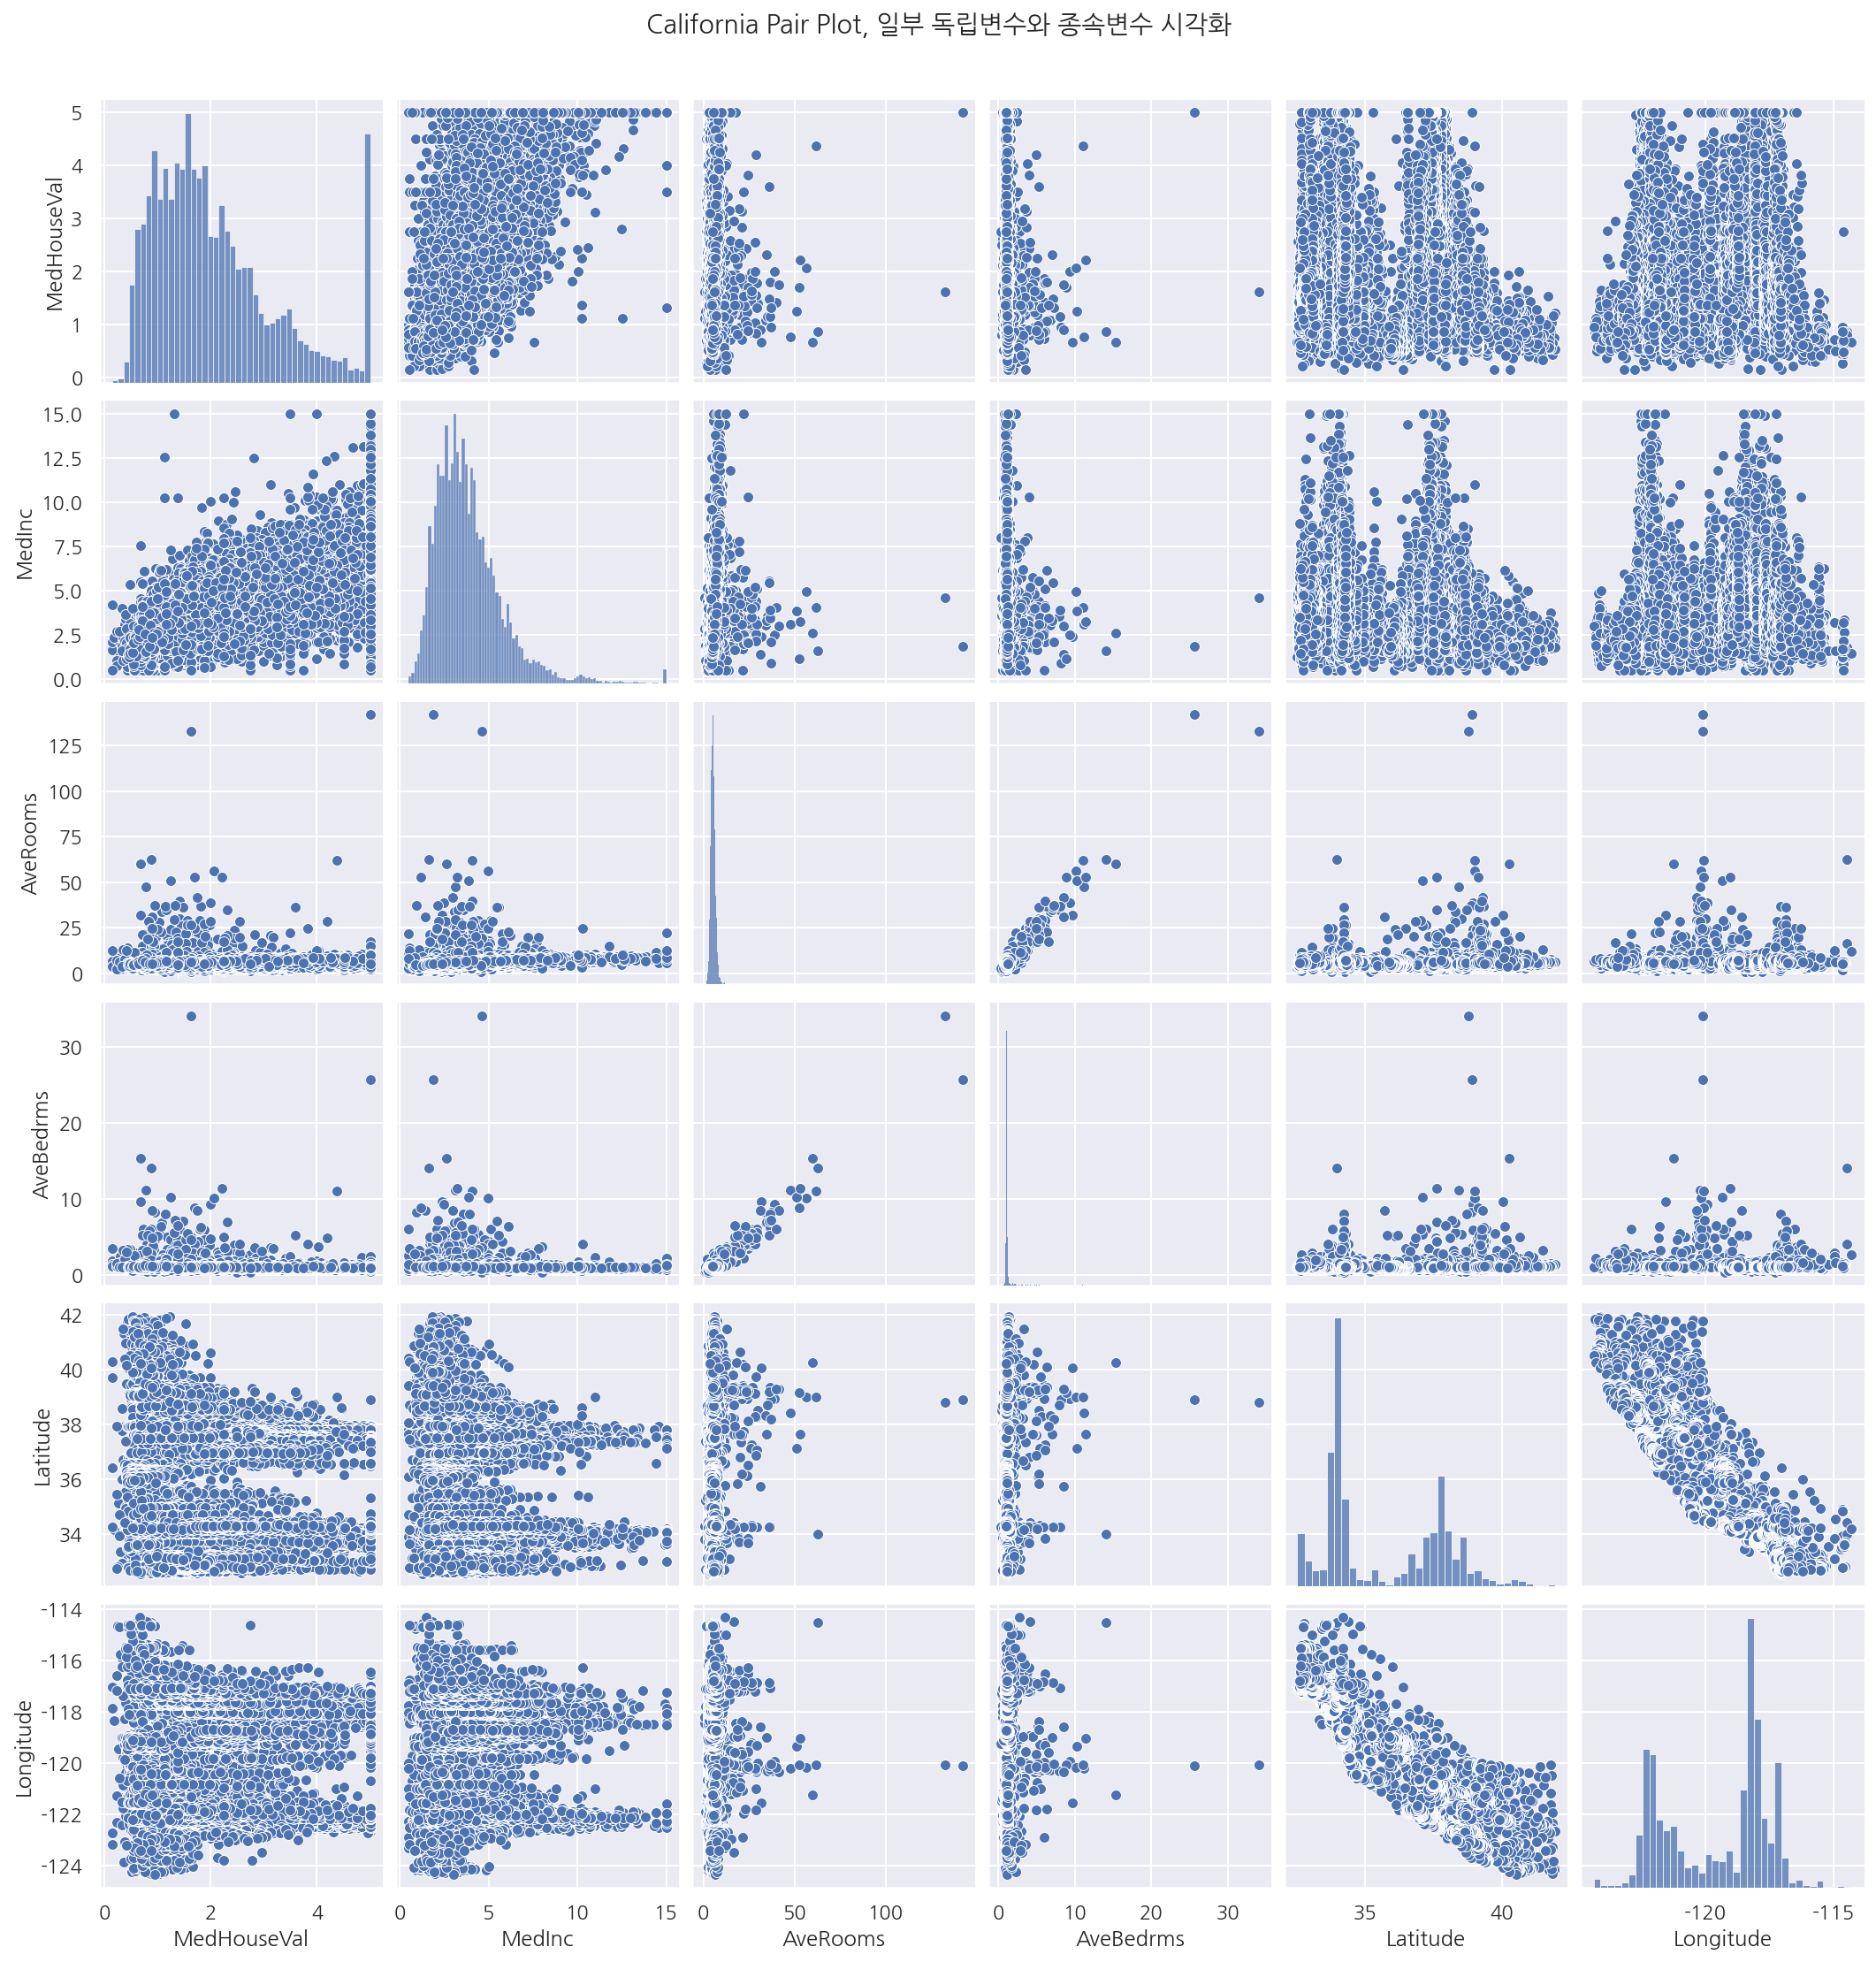 California Pair Plot, 일부 독립변수와 종속변수 시각화
MedHouseVal
5
4
3
2
1
0
MedInc
15.0
12.5
10.0
7.5
5.0
2.5
0.0
AveRooms
125
100
75
50
25
0
AveBedrms
30
20
10
0
Latitude
42
40
38
36
34
Longitude
-114
-116
-118
-120
-122
-124
0 2 4
0 5 10 15
0 50 100
0 10 20 30
35 40
-120 -115
MedHouseVal
MedInc
AveRooms
AveBedrms
Latitude
Longitude